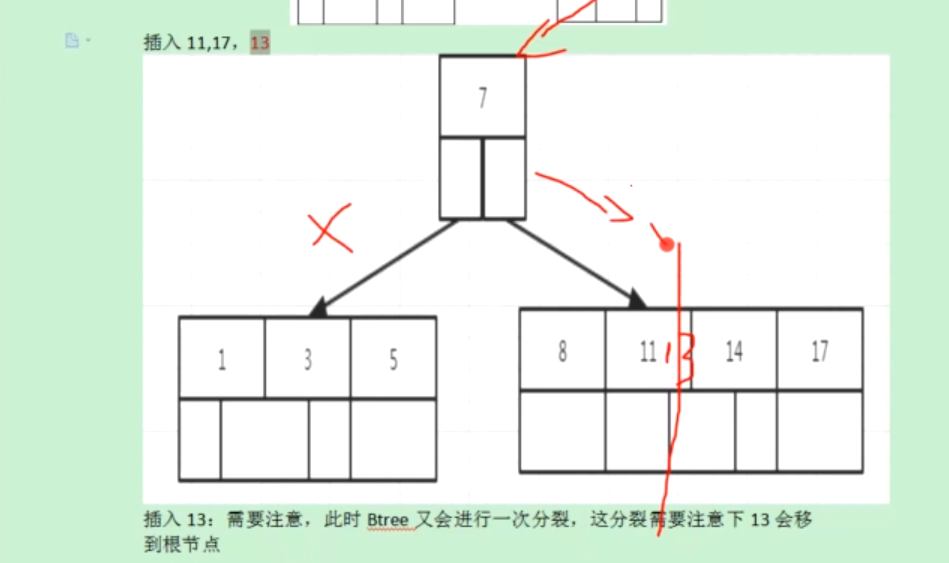 插入 11,17，13
7
1 3 5 8 11 13 14 17
插入 13：需要注意，此时 Btree 又会进行一次分裂，这分裂需要注意下 13 会移
到根节点